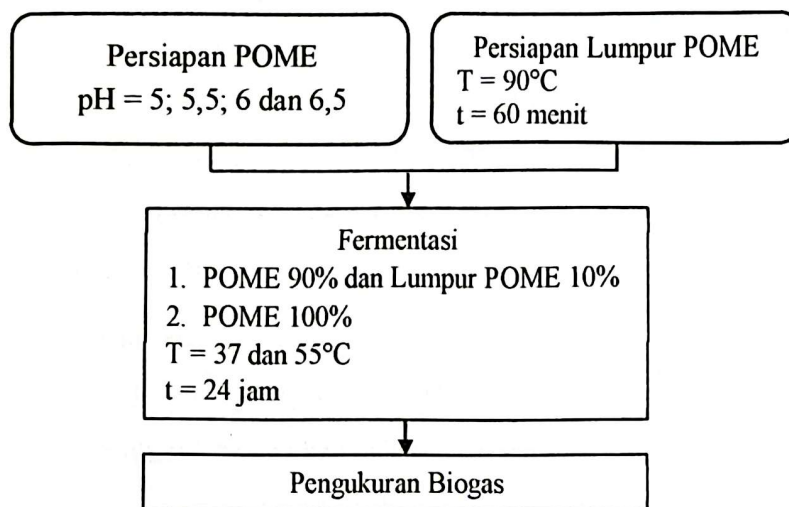 Persiapan POME
pH = 5; 5,5; 6 dan 6,5
Persiapan Lumpur POME
T = 90°C
t = 60 menit
Fermentasi
1. POME 90% dan Lumpur POME 10%
2. POME 100%
T = 37 dan 55°C
t = 24 jam
Pengukuran Biogas